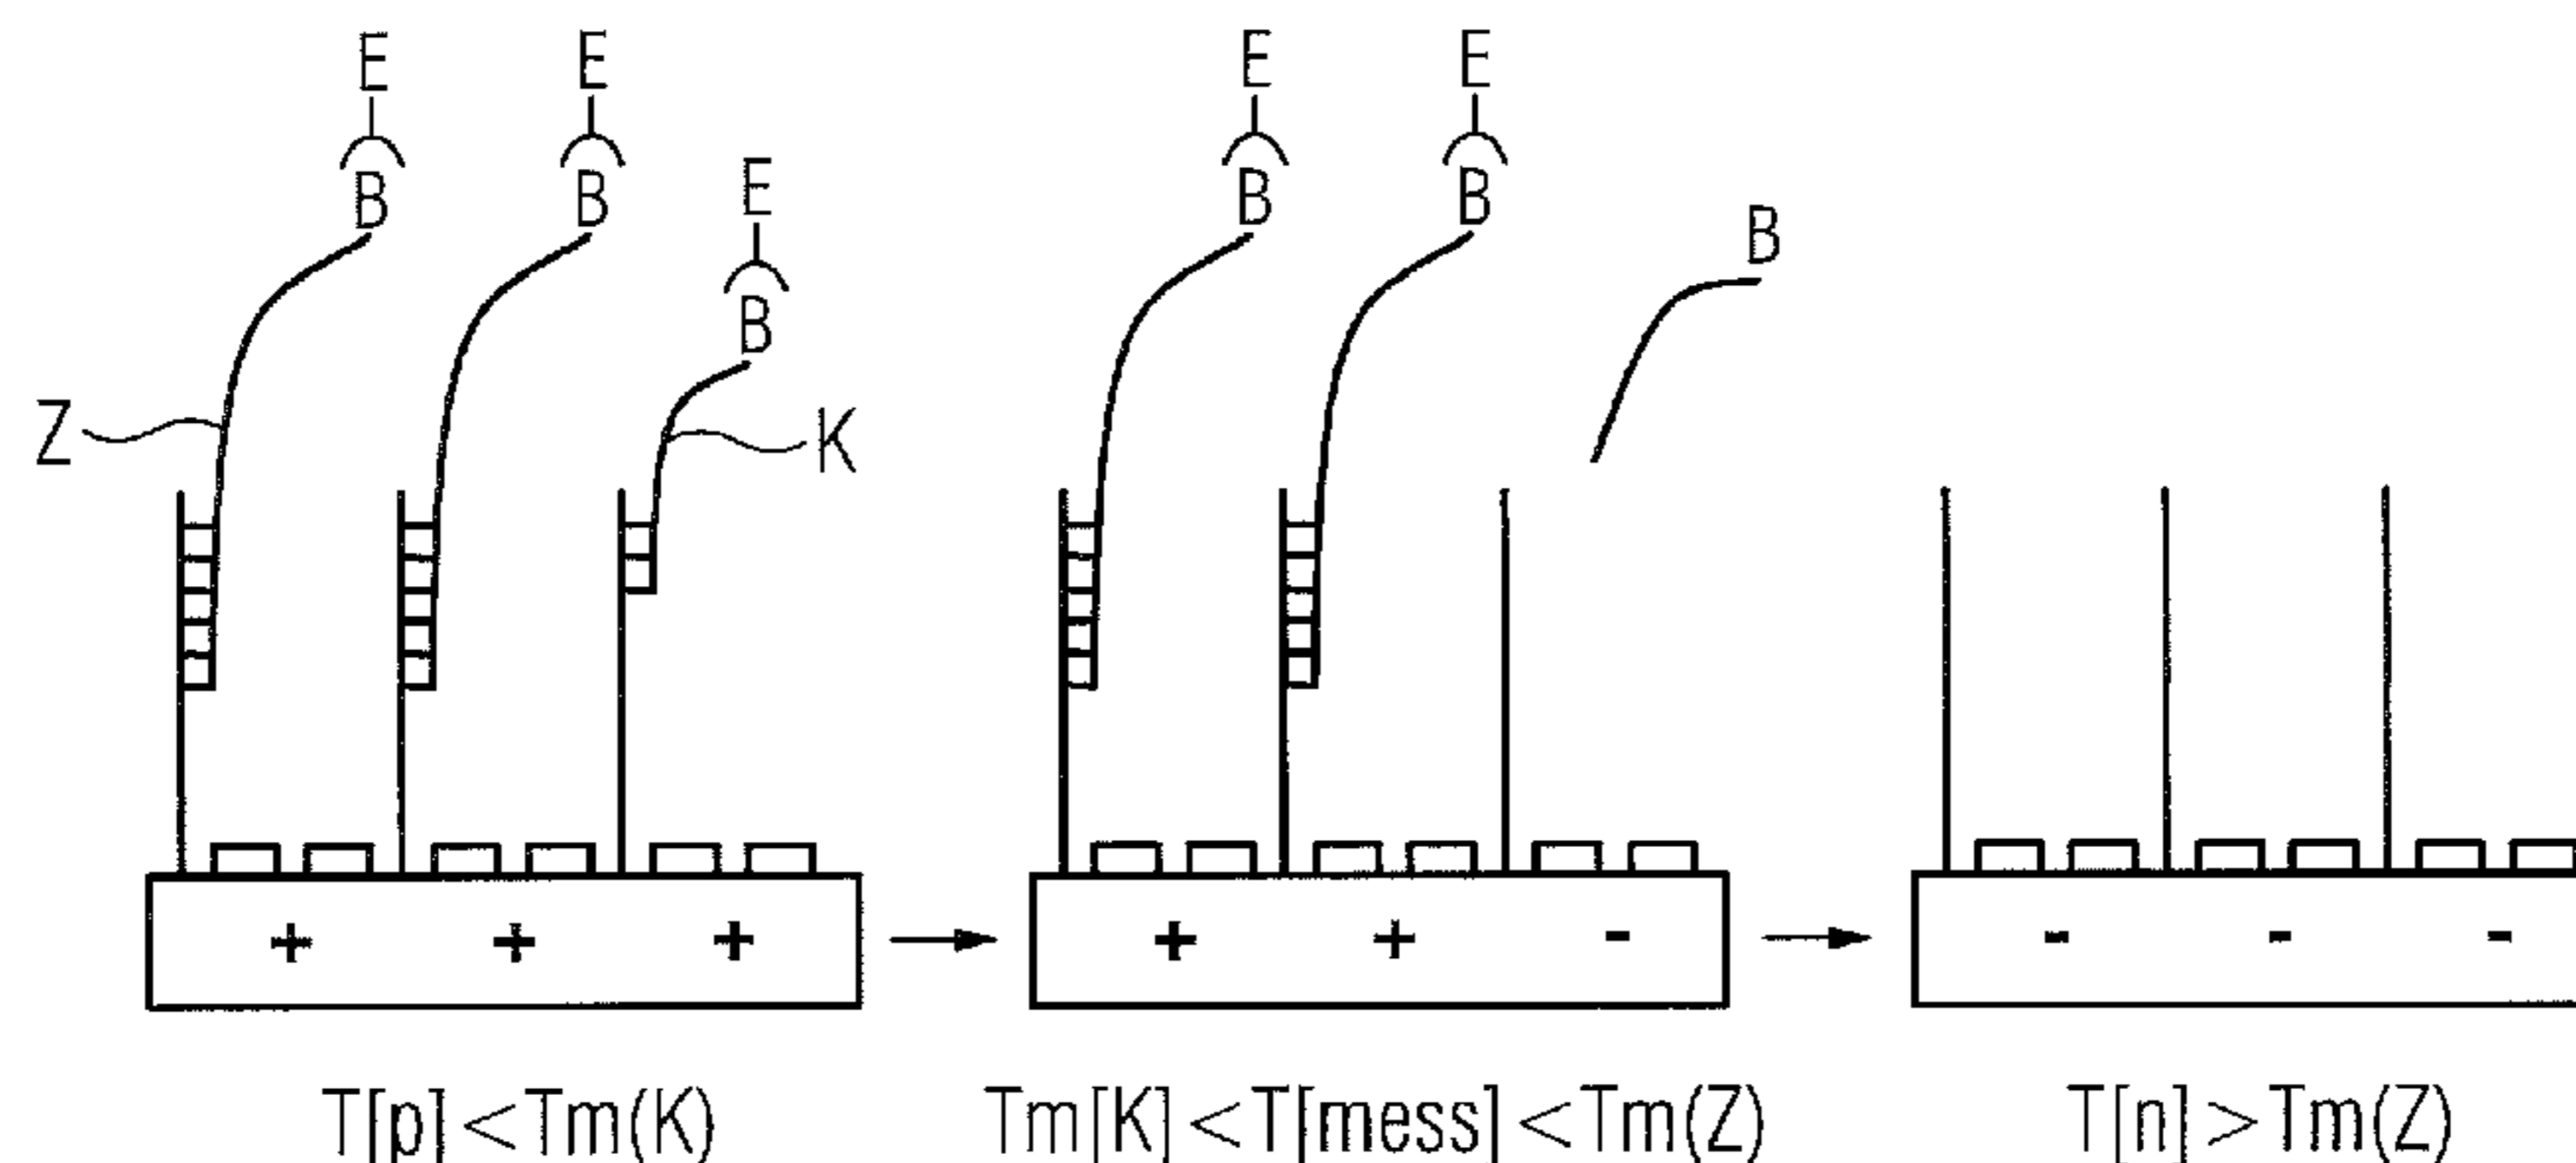 E E E E
E
B B B B
B
B
Z K
+ + + + + - - - -
T[p]<Tm(K) Tm[K]<T[mess]<Tm(Z) T[n]>Tm(Z)